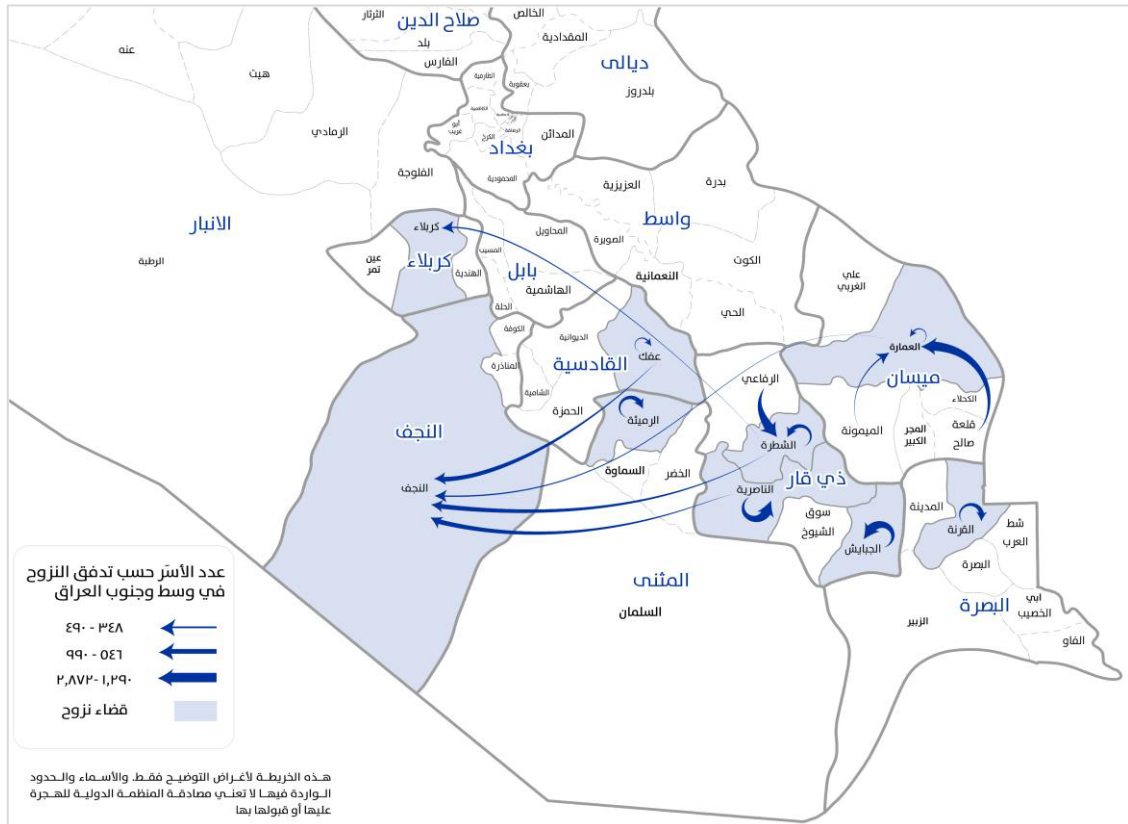 الثرثار
صلاح الدين
الخالص
المقدادية
بلد
الفارس
ديالى
عنه
هيت
الطارمية
بعقوبة
بلدروز
الكاظمية
الرمادي
أبو
غريب
الكرخ
الرصافة
المدائن
بغداد
الفلوجة
المحمودية
العزيزية
بدرة
الانبار
واسط
كربلاء
المحاويل
الصويرة
الرطبة
عين
تمر
كربلاء
الهندية
المسيب
بابل
الكوت
علي
الغربي
النعمانية
الهاشمية
الحلة
الحي
الكوفة
الديوانية
عفك
العمارة
القادسية
المناذرة
ميسان
الرفاعي
الشامية
الكحلاء
النجف
الحمزة
الرميثة
الميمونة
المجر
الكبير
قلعة
صالح
الشطرة
السماوة
الخضر
ذي قار
النجف
الناصرية
المدينة
سوق
الشيوخ
القرنة
شط
العرب
الجبايش
البصرة
المثنى
السلمان
البصرة
ابي
الخصيب
الزبير
الفاو
عدد الأسَر حسب تدفق النزوح
في وسط وجنوب العراق
٣٤٨ - ٤٩٠
٥٤٦ - ٩٩٠
١,٢٩٠ -٢,٨٧٢
قضاء نزوح
هـذه الخريطـة لأغـراض التوضيـح فقـط. والأسـماء والـحدود
الـواردة فيهـا لا تعنـي مصادقـة المنظمـة الدوليـة للهـجرة
عليها أو قبولها بها